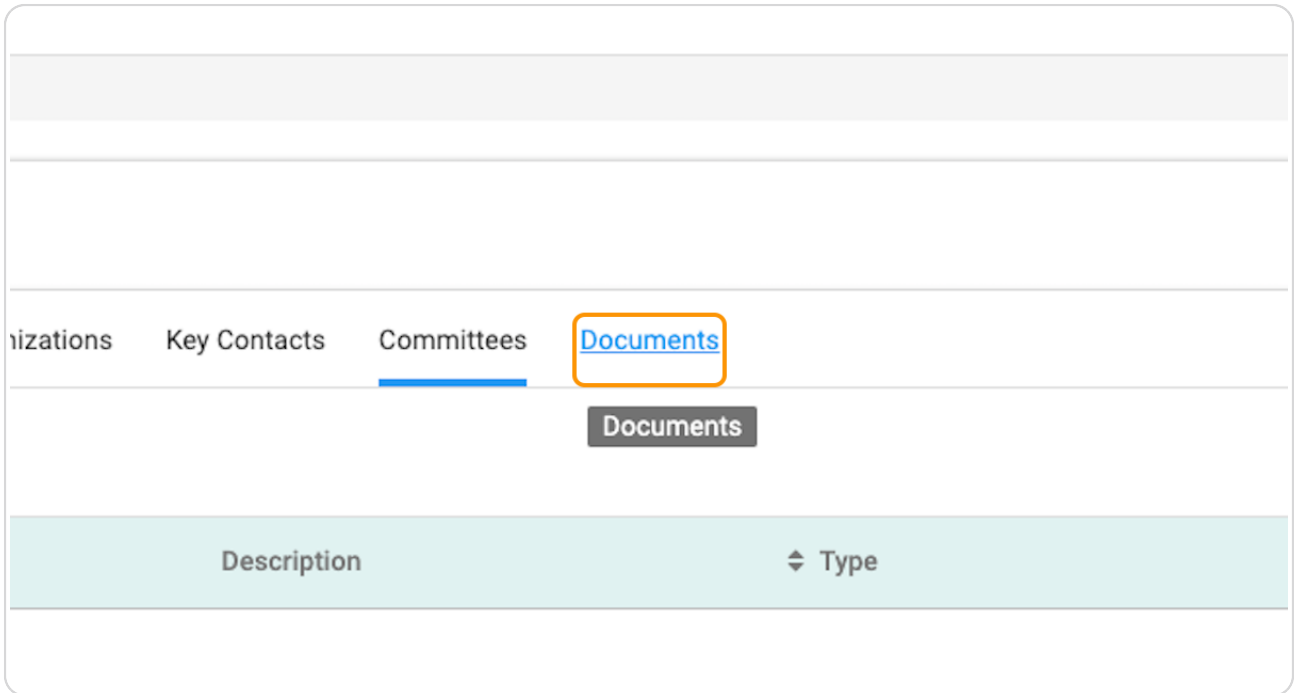 nizations Key Contacts Committees Documents
Documents
Description Type